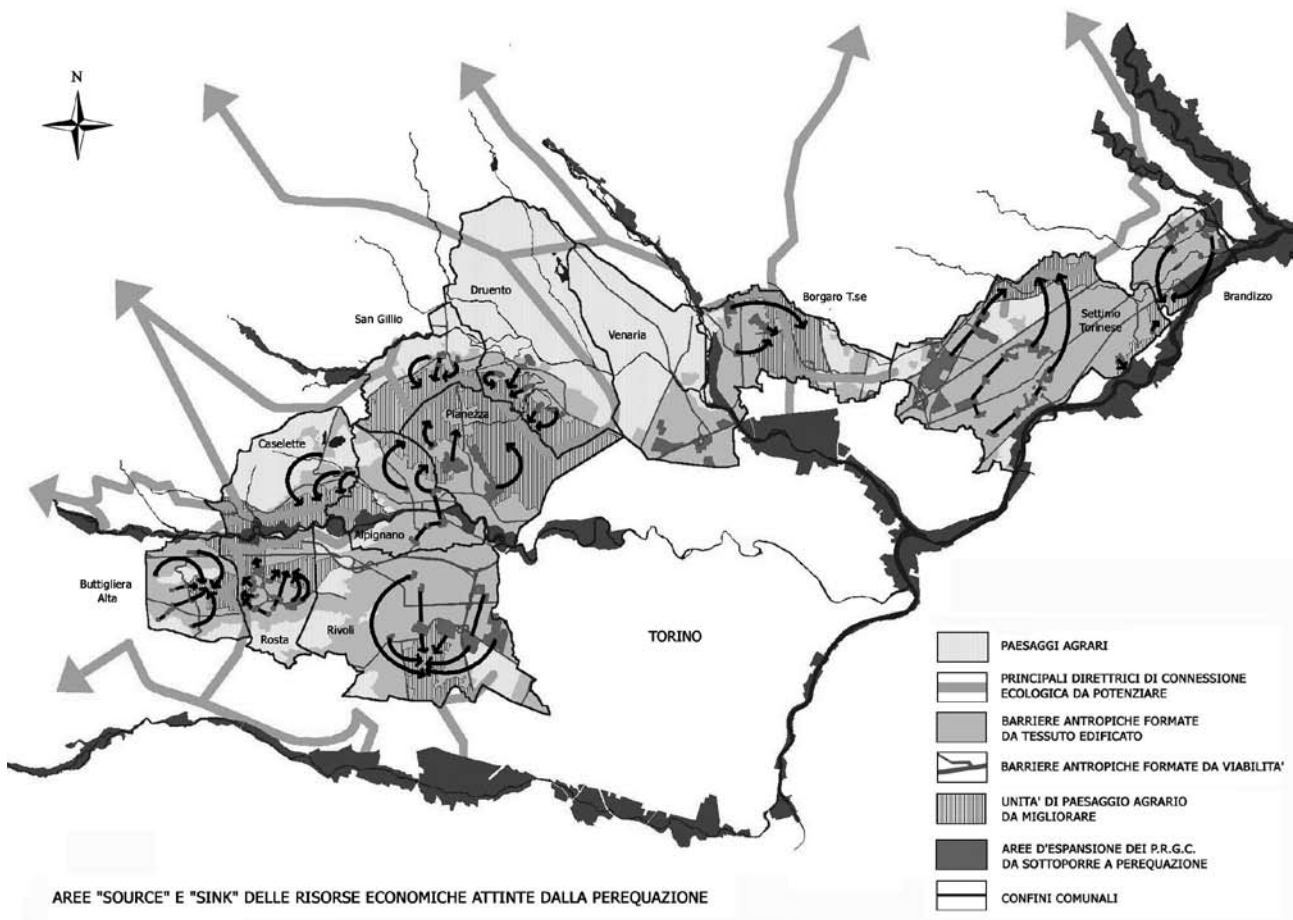 N
Druento
San Gillio
Venaria
Borgaro T.se
Settimo
Torinese
Brandizzo
Pianezza
Caselette
Alpignano
Buttigliera
Alta
Rosta
Rivoli
TORINO
PAESAGGI AGRARI
PRINCIPALI DIRETTRICI DI CONNESSIONE
ECOLOGICA DA POTENZIARE
BARRIERE ANTROPICHE FORMATE
DA TESSUTO EDIFICATO
BARRIERE ANTROPICHE FORMATE DA VIABILITA'
UNITA' DI PAESAGGIO AGRARIO
DA MIGLIORARE
AREE D'ESPANSIONE DEI P.R.G.C.
DA SOTTOPORRE A PEREQUAZIONE
CONFINI COMUNALI
AREE "SOURCE" E "SINK" DELLE RISORSE ECONOMICHE ATTINTE DALLA PEREQUAZIONE